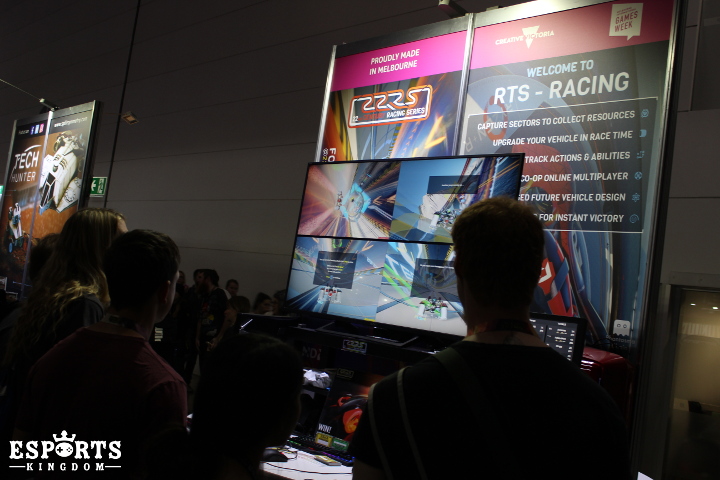 PROUDLY MADE
IN MELBOURNE
22RS
RACING SERIES
CREATIVE VICTORIA
GAMES
WEEK
WELCOME TO
RTS - RACING
CAPTURE SECTORS TO COLLECT RESOURCES
UPGRADE YOUR VEHICLE IN RACE TIME
TRACK ACTIONS & ABILITIES
CO-OP ONLINE MULTIPLAYER
FUTURE VEHICLE DESIGN
FOR INSTANT VICTORY
TECH
HUNTER
WIN!
ESPORTS
KINGDOM